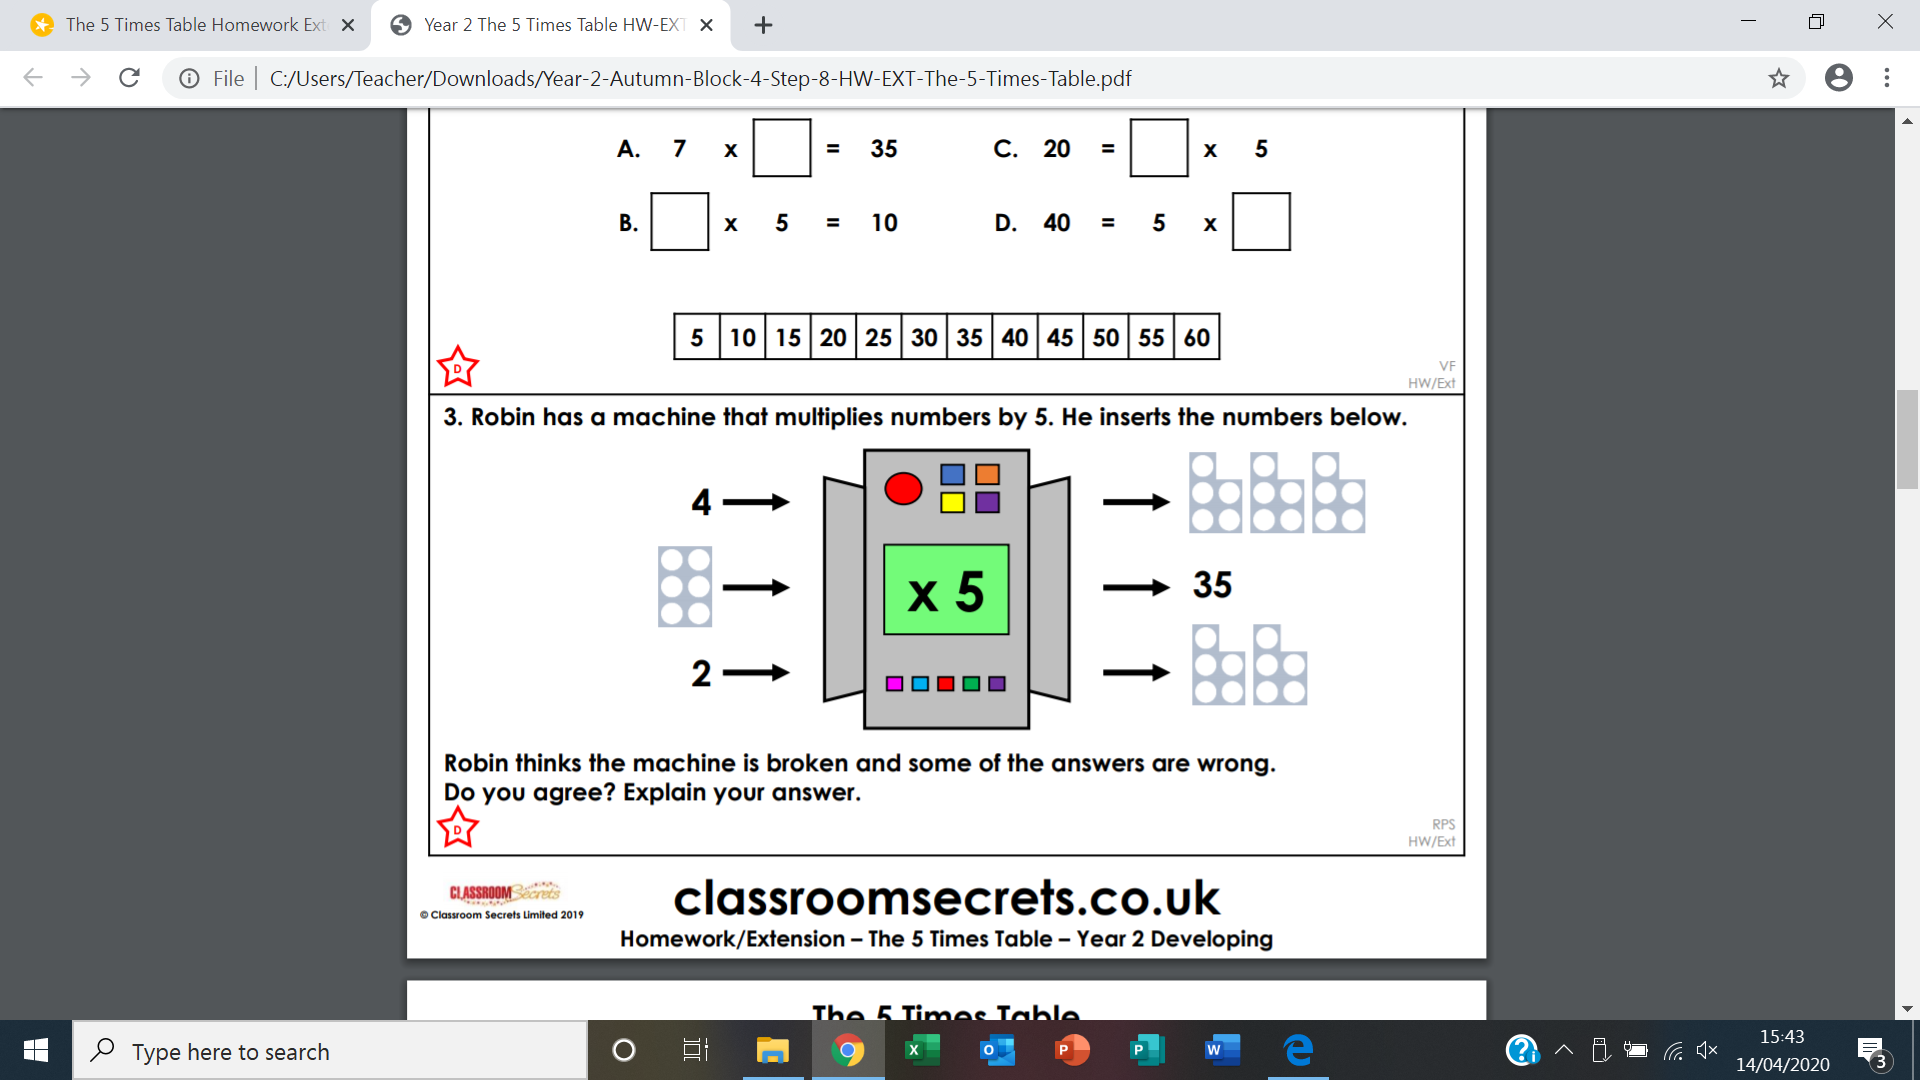 The 5 Times Table Homework Ext
Year 2 The 5 Times Table HW-EXT
File
C:/Users/Teacher/Downloads/Year-2-Autumn-Block-4-Step-8-HW-EXT-The-5-Times-Table.pdf
A. 7 x = 35
C. 20 = x 5
B. x 5 = 10
D. 40 = 5 x
5 10 15 20 25 30 35 40 45 50 55 60
D
VF
HW/Ext
3. Robin has a machine that multiplies numbers by 5. He inserts the numbers below.
4
x 5
35
2
Robin thinks the machine is broken and some of the answers are wrong.
Do you agree? Explain your answer.
D
RPS
HW/Ext
CLASSROOM Secrets
© Classroom Secrets Limited 2019
classroomsecrets.co.uk
Homework/Extension – The 5 Times Table – Year 2 Developing
The 5 Times Table
Type here to search
15:43
14/04/2020
3